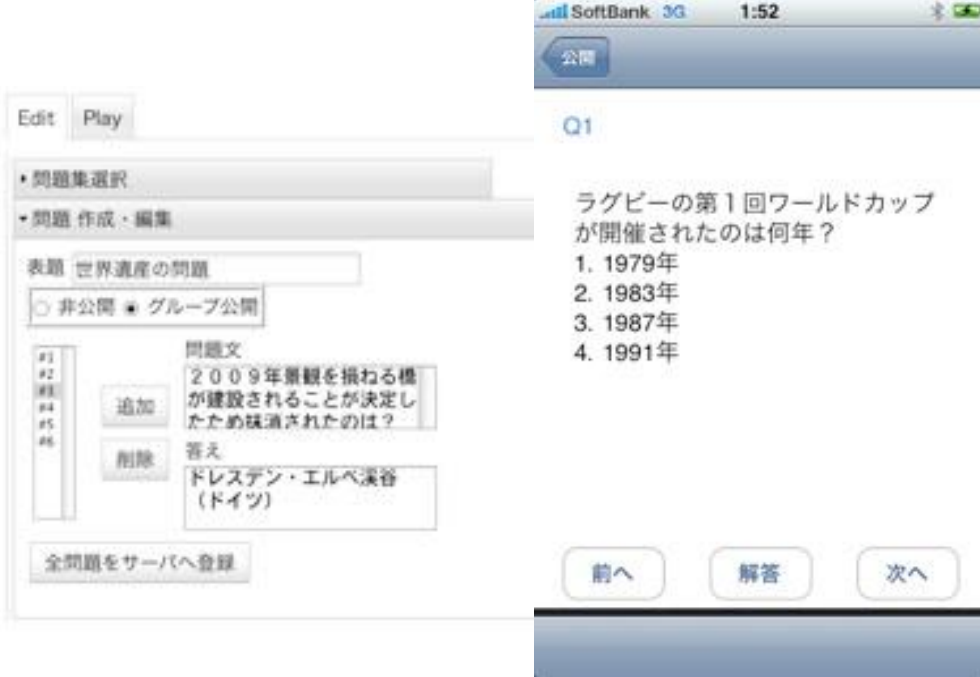 Edit Play
問題集選択
問題 作成・編集
表題 世界遺産の問題
非公開 グループ公開
#1
#2
#3
#4
#5
#6
追加
削除
問題文
2009年景観を損ねる橋
が建設されることが決定し
たため抹消されたのは?
答え
ドレスデン・エルベ渓谷
(ドイツ)
全問題をサーバへ登録
SoftBank 3G 1:52
公開
Q1
ラグビーの第1回ワールドカップ
が開催されたのは何年?
1. 1979年
2. 1983年
3. 1987年
4. 1991年
前へ 解答 次へ